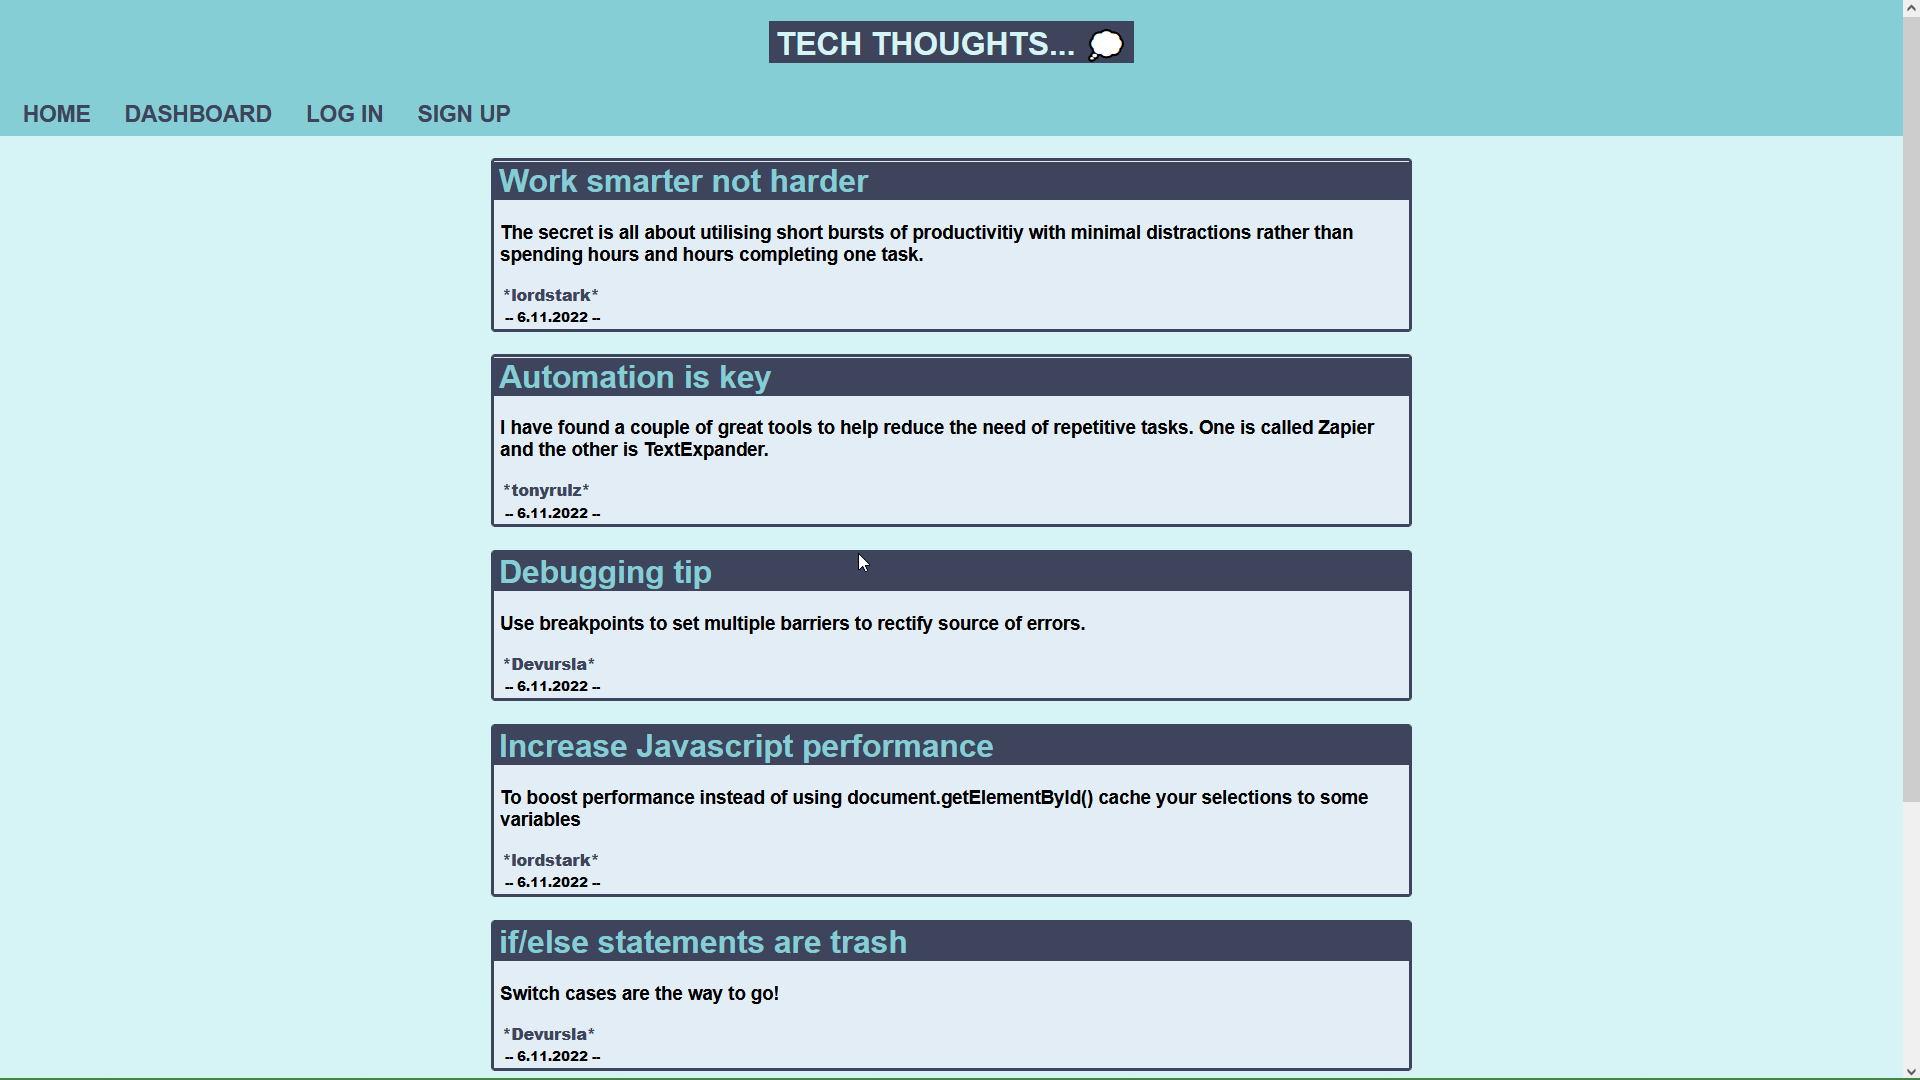 TECH THOUGHTS... 💭
HOME DASHBOARD LOG IN SIGN UP
Work smarter not harder
The secret is all about utilising short bursts of productivitiy with minimal distractions rather than
spending hours and hours completing one task.
*lordstark*
-- 6.11.2022 --
Automation is key
I have found a couple of great tools to help reduce the need of repetitive tasks. One is called Zapier
and the other is TextExpander.
*tonyrulz*
-- 6.11.2022 --
Debugging tip
Use breakpoints to set multiple barriers to rectify source of errors.
*Devursla*
-- 6.11.2022 --
Increase Javascript performance
To boost performance instead of using document.getElementById() cache your selections to some
variables
*lordstark*
-- 6.11.2022 --
if/else statements are trash
Switch cases are the way to go!
*Devursla*
-- 6.11.2022 --